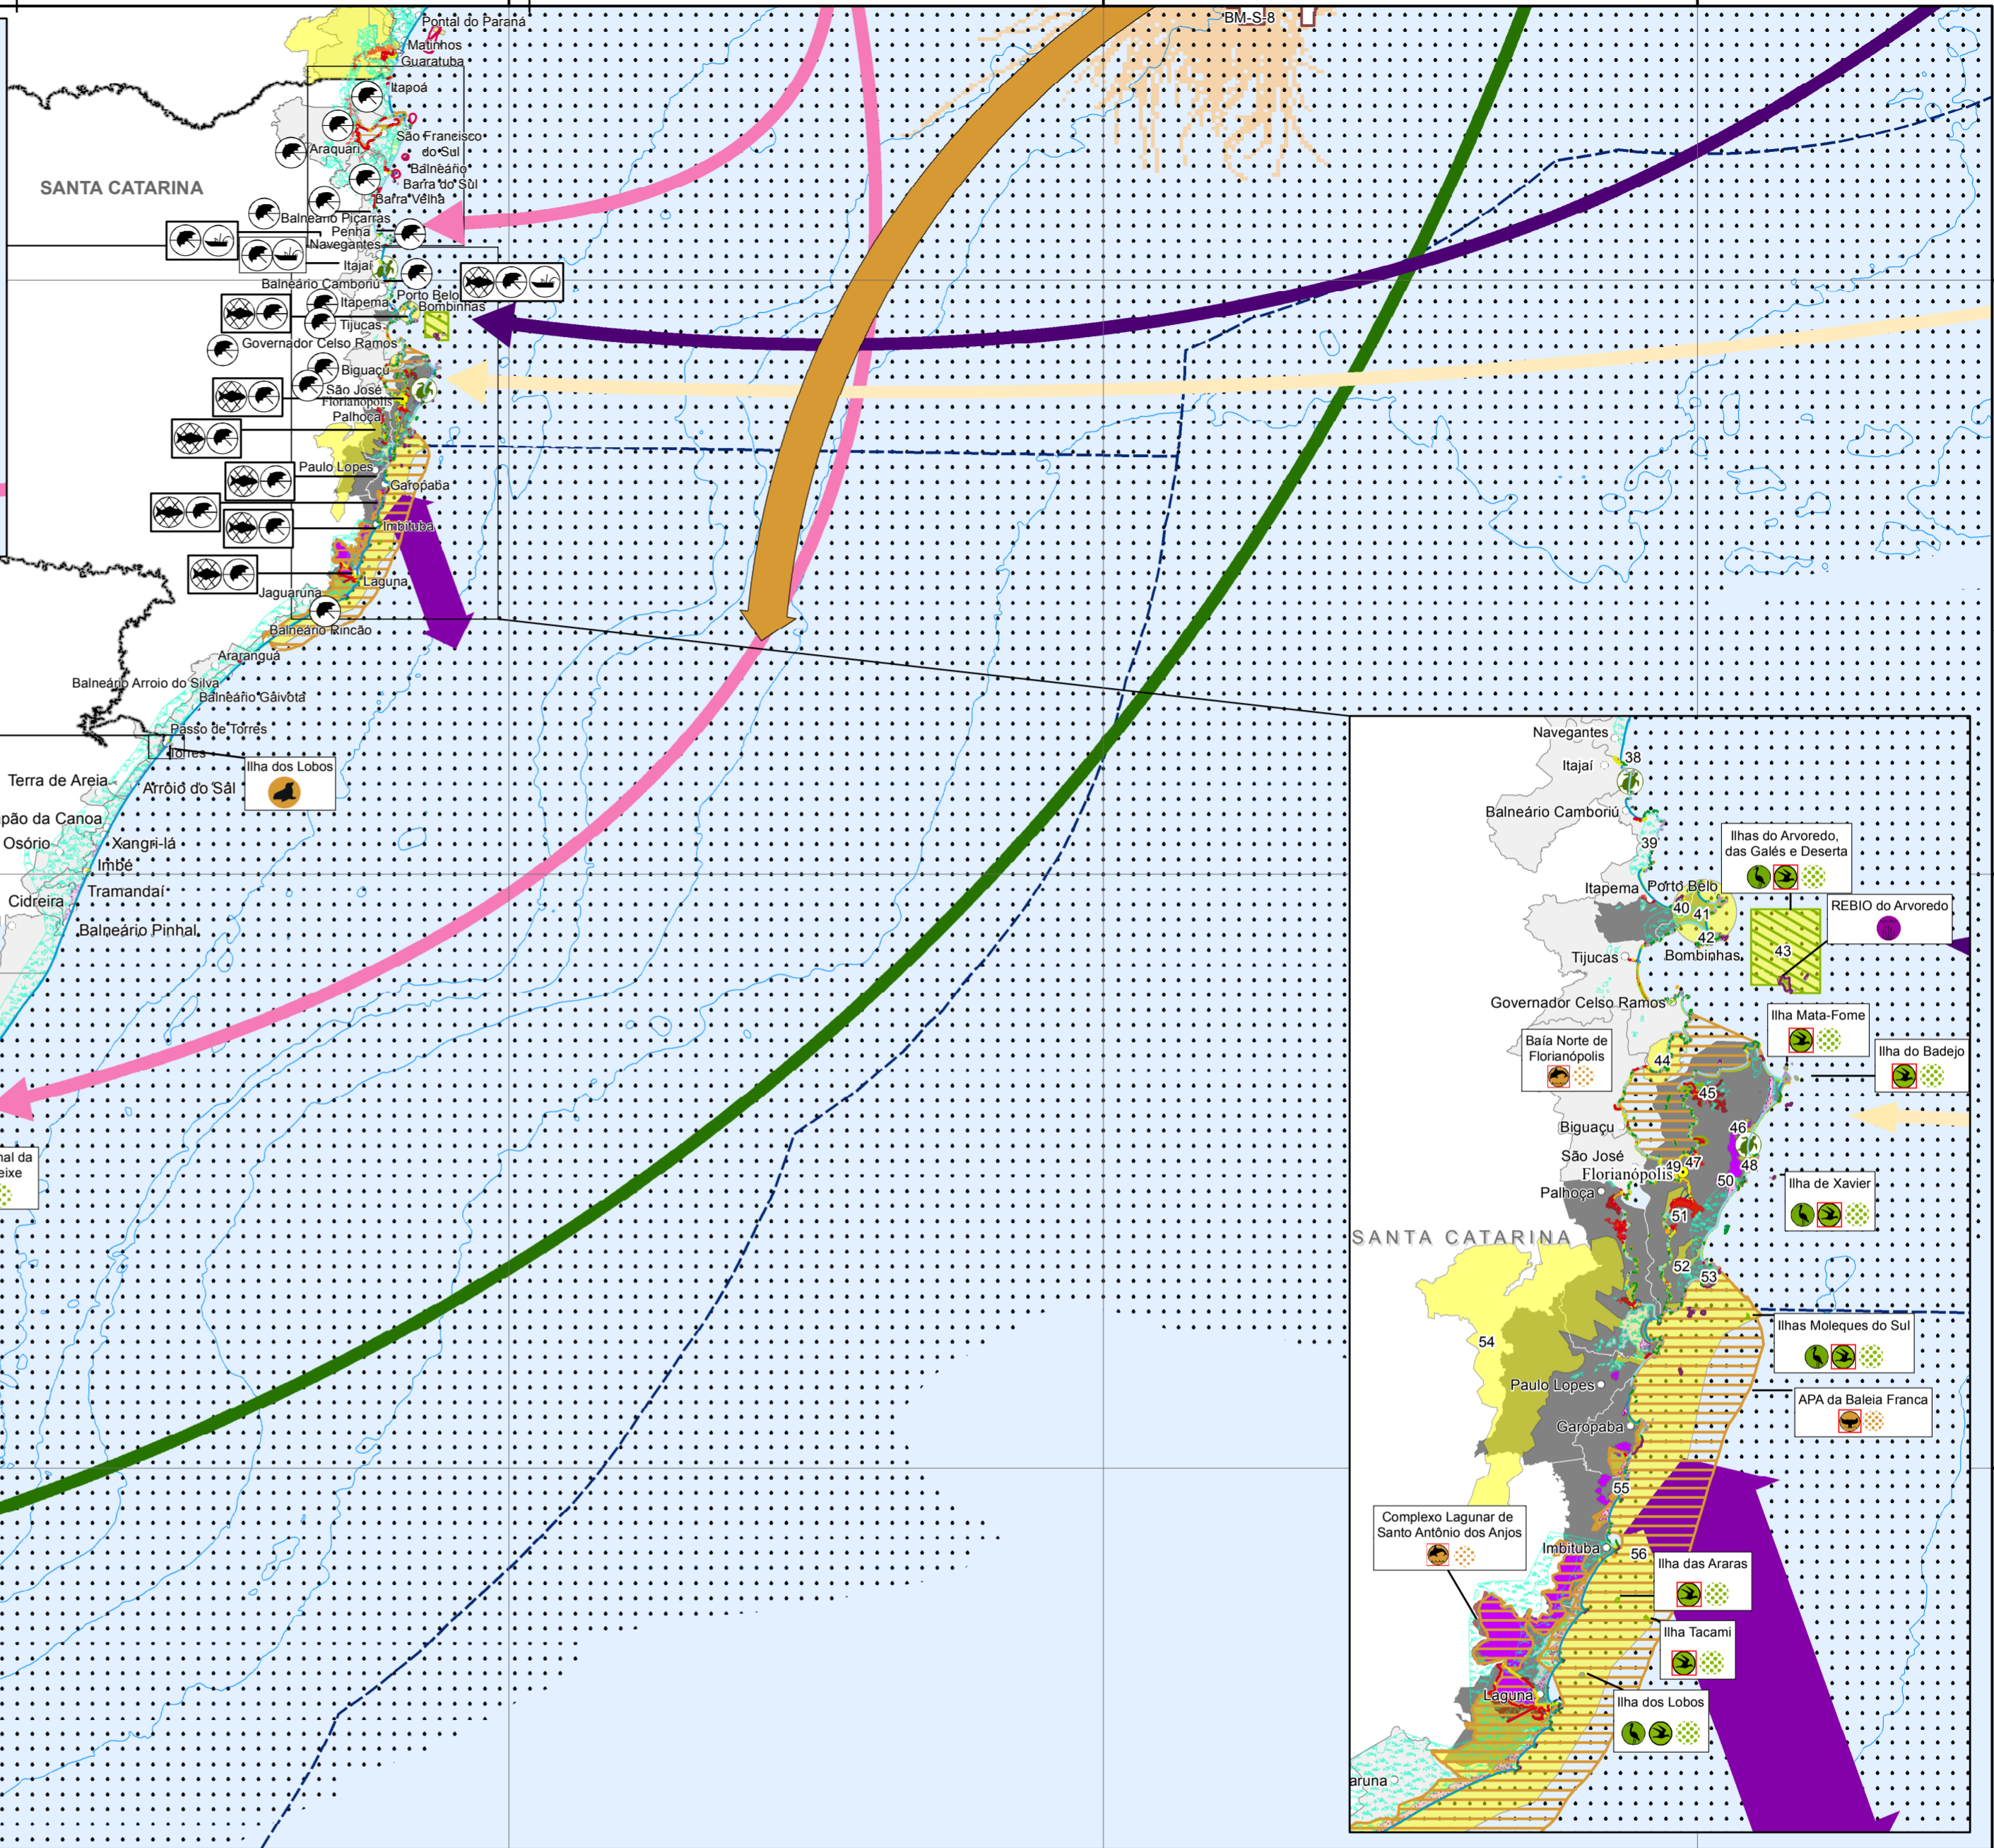 BM-S-8
Pontal do Paraná
Matinhos
Guaratuba
Itapoá
São Francisco
do Sul
Araquari
Balneário
Barra do Sul
SANTA CATARINA
Barra Velha
Balneário Piçarras
Penha
Navegantes
Itajaí
Balneário Camboriú
Porto Belo
Itapema
Bombinhas
Tijucas
Governador Celso Ramos
Biguaçu
São José
Florianópolis
Palhoça
Paulo Lopes
Garopaba
Imbituba
Laguna
Jaguaruna
Balneário Rincão
Araranguá
Balneário Arroio do Silva
Balneário Gaivota
Passo de Torres
Torres
Ilha dos Lobos
Terra de Areia
Arroio do Sal
pão da Canoa
Osório
Xangri-lá
Imbé
Tramandaí
Cidreira
Balneário Pinhal
nal da
eixe
Navegantes
38
Itajaí
Balneário Camboriú
39
Ilhas do Arvoredo,
das Galés e Deserta
Itapema
Porto Belo
40
41
42
REBIO do Arvoredo
43
Tijucas
Bombinhas
Governador Celso Ramos
Ilha Mata-Fome
Baía Norte de
Florianópolis
44
Ilha do Badejo
45
Biguaçu
46
São José
49
47
48
Florianópolis
50
Palhoça
Ilha de Xavier
51
SANTA CATARINA
52
53
Ilhas Moleques do Sul
54
Paulo Lopes
APA da Baleia Franca
Garopaba
55
Complexo Lagunar de
Santo Antônio dos Anjos
Imbituba
56
Ilha das Araras
Ilha Tacami
Laguna
Ilha dos Lobos
aruna